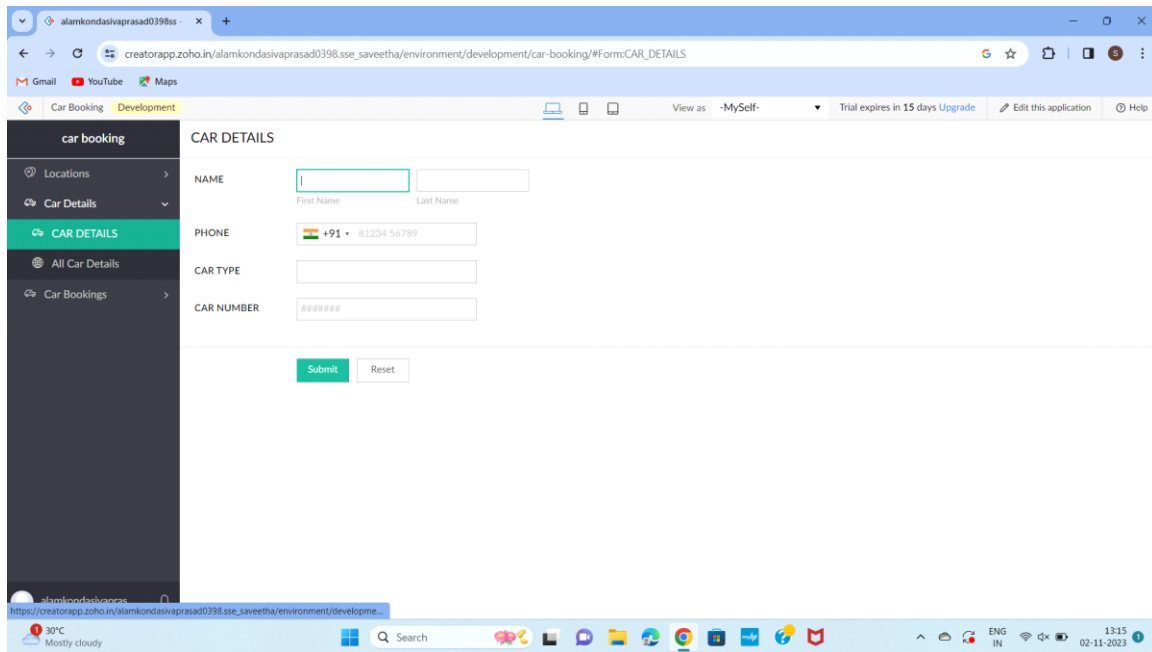 alamkondasivaprasad0398ss -
creatorapp.zoho.in/alamkondasivaprasad0398.sse_saveetha/environment/development/car-booking/#Form:CAR_DETAILS
G
S
Gmail YouTube Maps
Car Booking Development View as -MySelf- Trial expires in 15 days Upgrade Edit this application Help
car booking
CAR DETAILS
Locations
NAME
First Name Last Name
Car Details
CAR DETAILS
PHONE +91 81234 56789
All Car Details
CAR TYPE
Car Bookings
CAR NUMBER #######
Submit Reset
alamkondasivapras
https://creatorapp.zoho.in/alamkondasivaprasad0398.sse_saveetha/environment/developme...
1
30°C
Mostly cloudy
Search
ENG
IN
13:15
02-11-2023
1